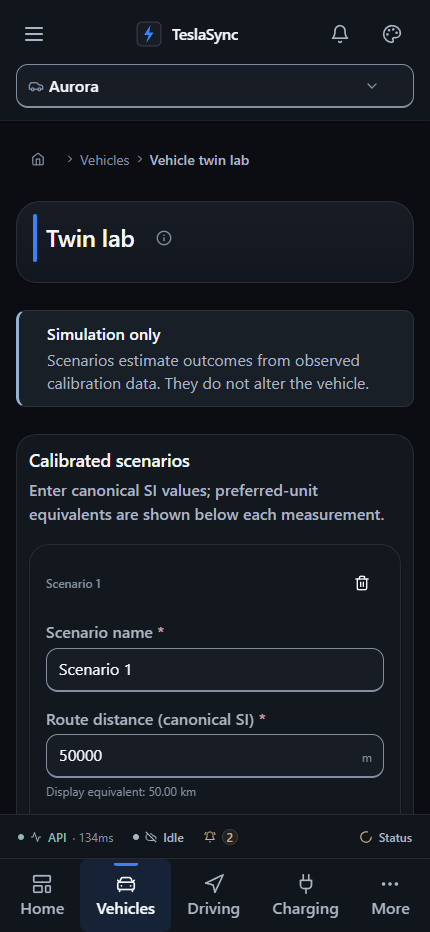 TeslaSync
Aurora
Vehicles
Vehicle twin lab
Twin lab
Simulation only
Scenarios estimate outcomes from observed
calibration data. They do not alter the vehicle.
Calibrated scenarios
Enter canonical SI values; preferred-unit
equivalents are shown below each measurement.
Scenario 1
Scenario name *
Scenario 1
Route distance (canonical SI) *
50000 m
Display equivalent: 50.00 km
API · 134ms
Idle
2
Status
Home
Vehicles
Driving
Charging
More